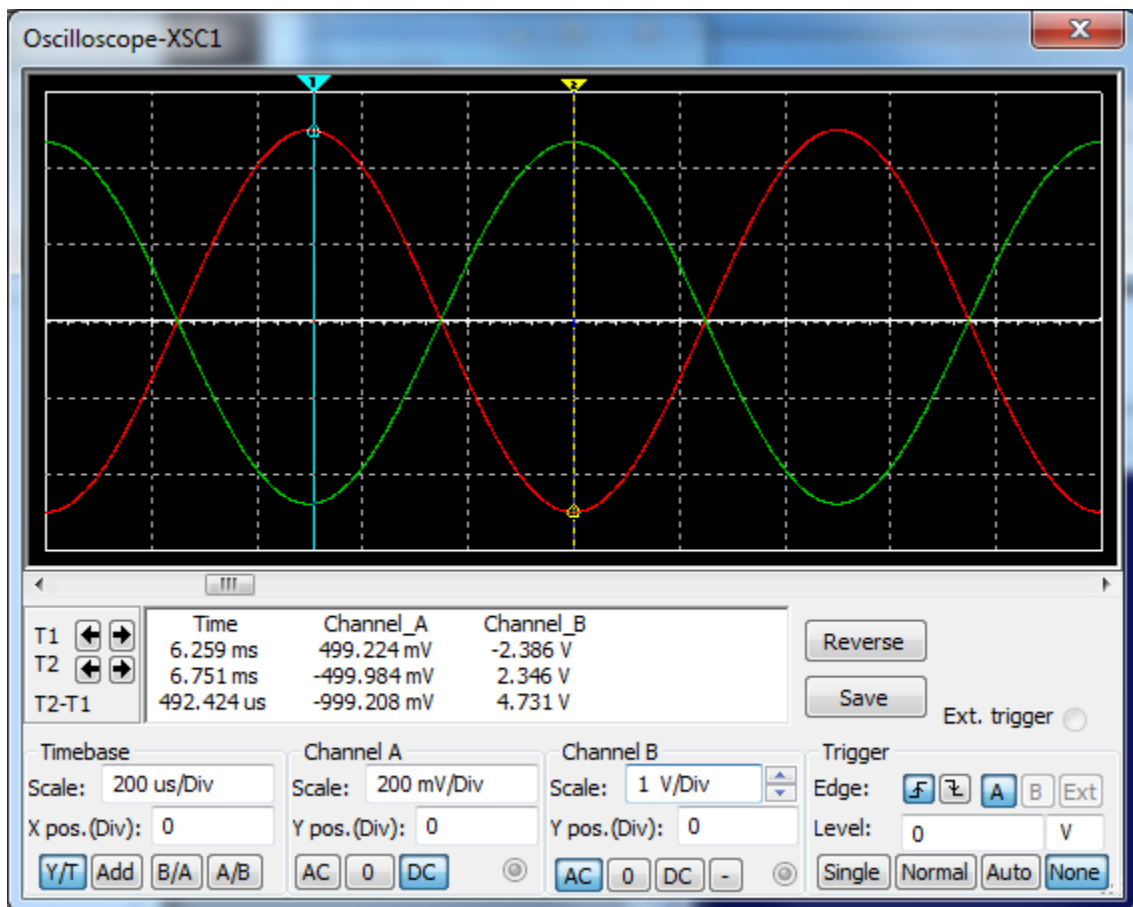 Oscilloscope-XSC1
1 2
Time Channel_A Channel_B
T1 6.259 ms 499.224 mV -2.386 V
T2 6.751 ms -499.984 mV 2.346 V
T2-T1 492.424 us -999.208 mV 4.731 V
Reverse
Save
Ext. trigger
Timebase
Scale: 200 us/Div
X pos.(Div): 0
Y/T Add B/A A/B
Channel A
Scale: 200 mV/Div
Y pos.(Div): 0
AC 0 DC
Channel B
Scale: 1 V/Div
Y pos.(Div): 0
AC 0 DC -
Trigger
Edge: A B Ext
Level: 0 V
Single Normal Auto None